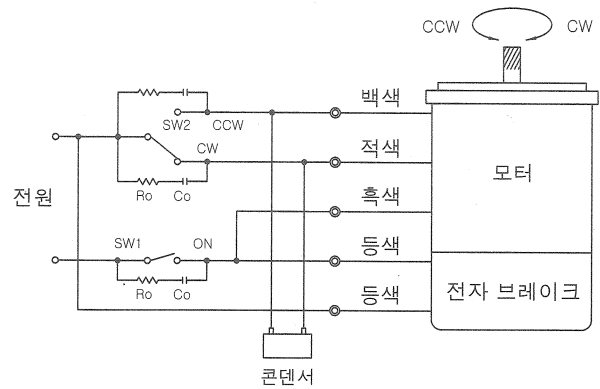 CCW CW
백색
SW2 CCW
적색
CW
모터
전원
Ro Co
흑색
SW1 ON
등색
Ro Co
등색
전자 브레이크
콘덴서